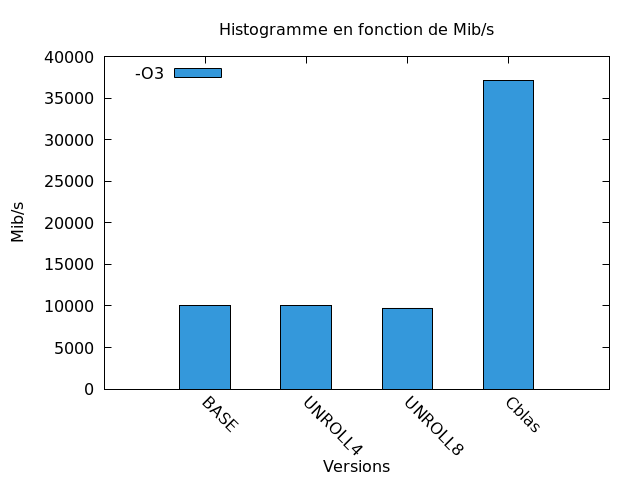 Histogramme en fonction de Mib/s
-O3
40000
35000
30000
25000
20000
15000
10000
5000
0
Mib/s
BASE
UNROLL4
UNROLL8
Cblas
Versions